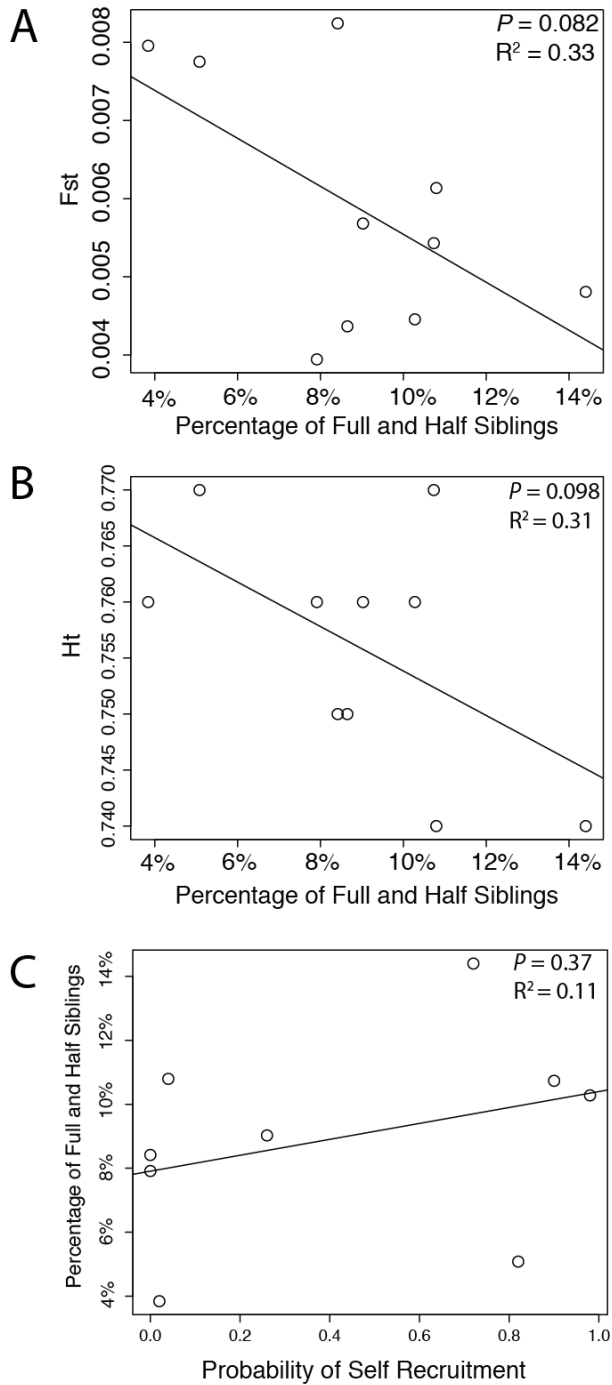 A
P = 0.082
R² = 0.33
Fst
0.008
0.007
0.006
0.005
0.004
4% 6% 8% 10% 12% 14%
Percentage of Full and Half Siblings
B
P = 0.098
R² = 0.31
Ht
0.770
0.765
0.760
0.755
0.750
0.745
0.740
4% 6% 8% 10% 12% 14%
Percentage of Full and Half Siblings
C
P = 0.37
R² = 0.11
Percentage of Full and Half Siblings
14%
12%
10%
8%
6%
4%
0.0 0.2 0.4 0.6 0.8 1.0
Probability of Self Recruitment